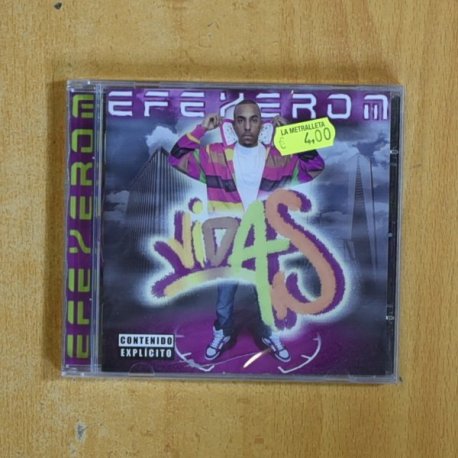 EFEYEROM
EFEYEROM
LA METRALLETA
€ 4,00
VIDAS
CONTENIDO
EXPLÍCITO